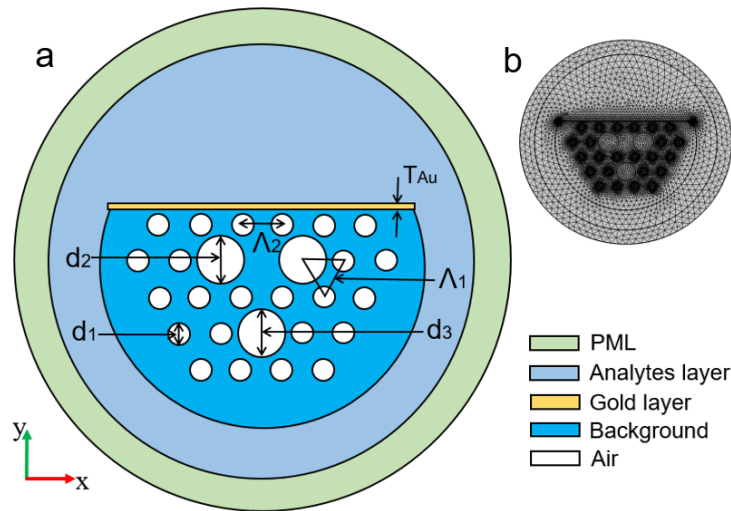 a
b
TAu
Λ2
d2
Λ1
d1
d3
y
x
PML
Analytes layer
Gold layer
Background
Air